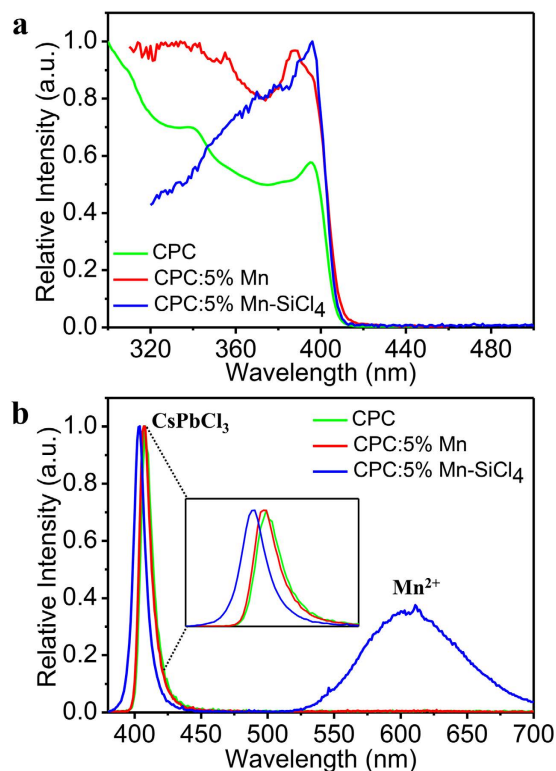 a
Relative Intensity (a.u.)
1.0
0.8
0.6
0.4
0.2
0.0
CPC
CPC:5% Mn
CPC:5% Mn-SiCl₄
320 360 400 440 480
Wavelength (nm)
b
Relative Intensity (a.u.)
1.0
0.8
0.6
0.4
0.2
0.0
CsPbCl₃
CPC
CPC:5% Mn
CPC:5% Mn-SiCl₄
Mn²⁺
400 450 500 550 600 650 700
Wavelength (nm)